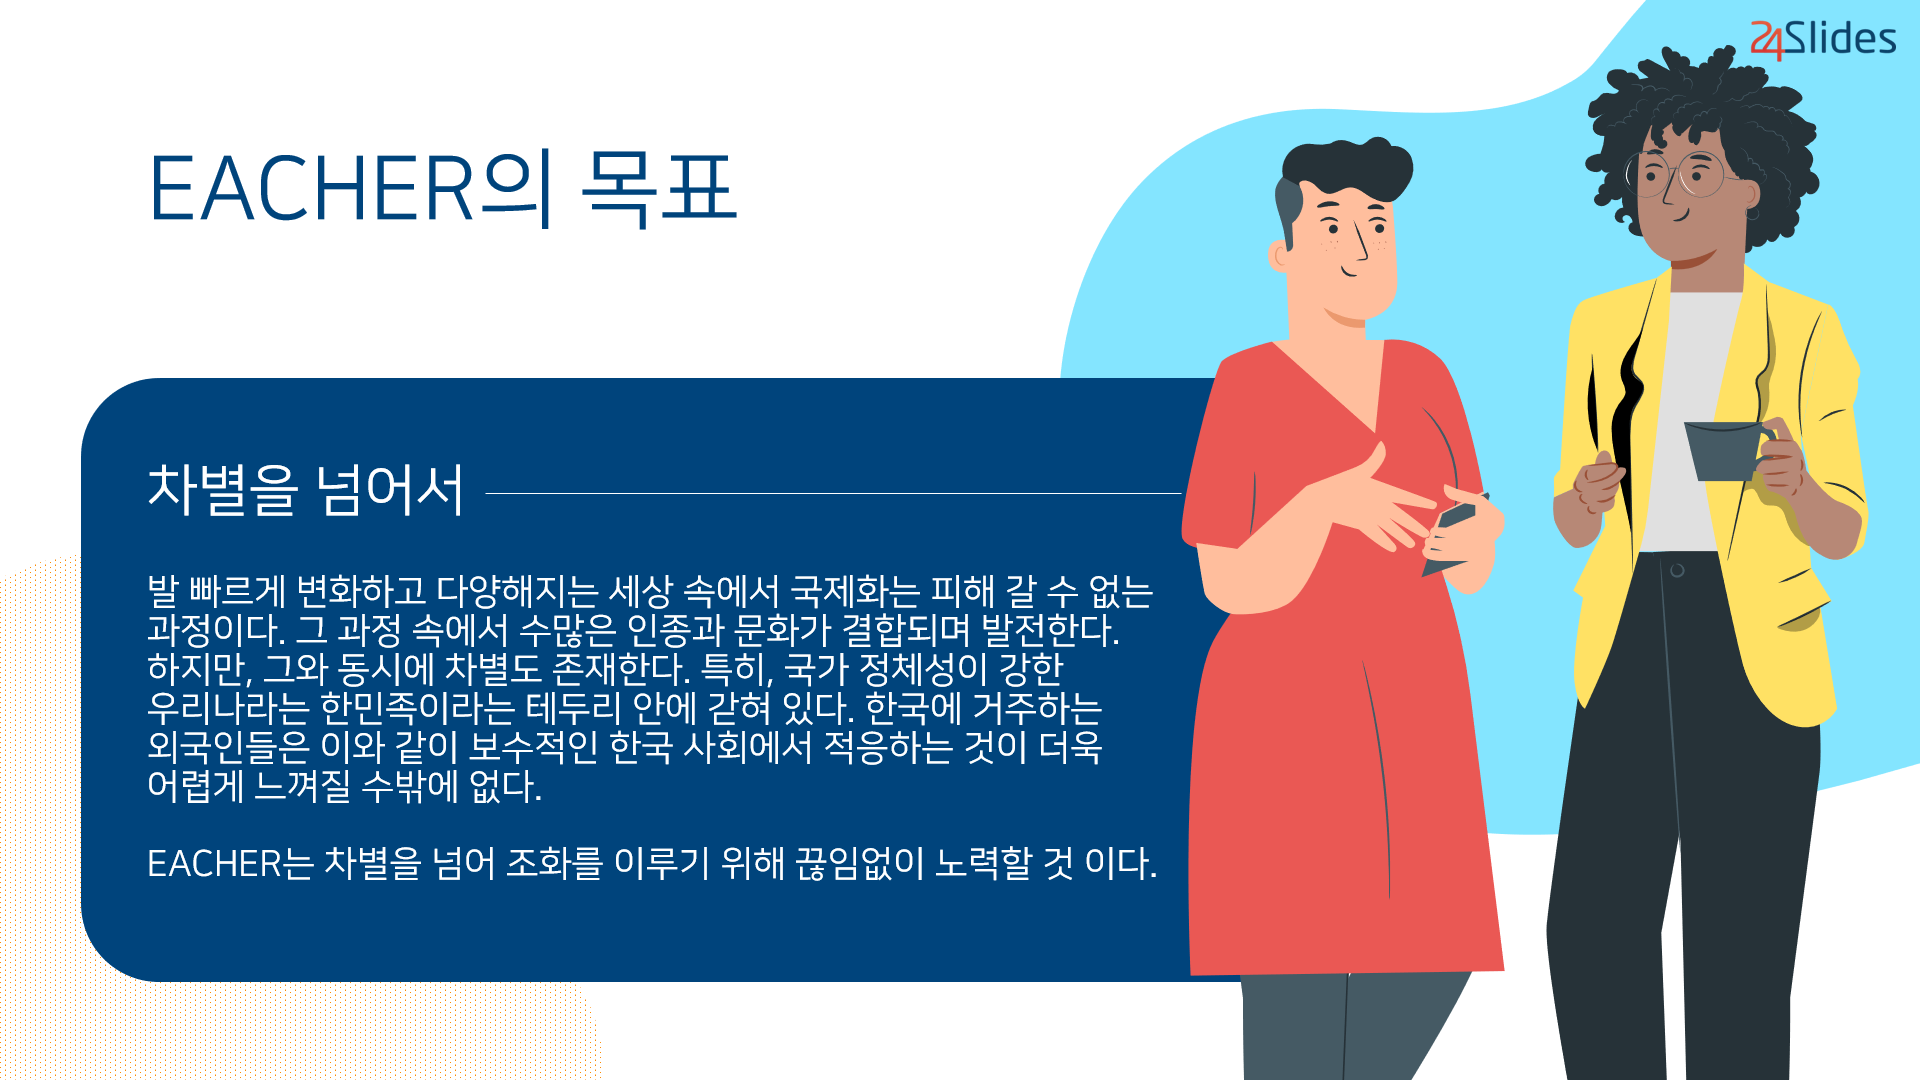 24Slides
EACHER의 목표
차별을 넘어서
발 빠르게 변화하고 다양해지는 세상 속에서 국제화는 피해 갈 수 없는
과정이다. 그 과정 속에서 수많은 인종과 문화가 결합되며 발전한다.
하지만, 그와 동시에 차별도 존재한다. 특히, 국가 정체성이 강한
우리나라는 한민족이라는 테두리 안에 갇혀 있다. 한국에 거주하는
외국인들은 이와 같이 보수적인 한국 사회에서 적응하는 것이 더욱
어렵게 느껴질 수밖에 없다.
EACHER는 차별을 넘어 조화를 이루기 위해 끊임없이 노력할 것 이다.